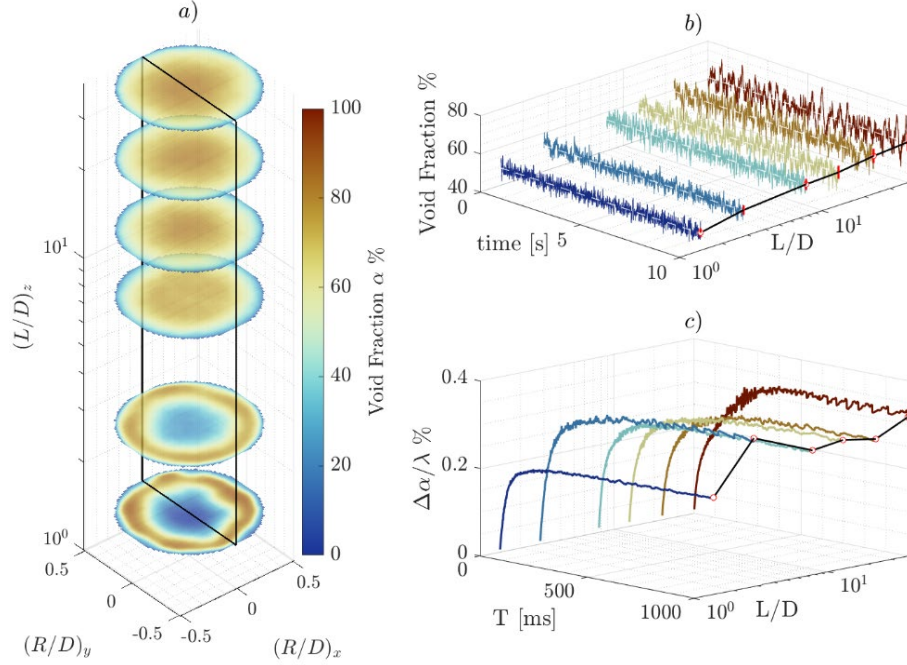 a)
(L/D)_z
10^1
10^0
0.5
0
-0.5
-0.5
0
0.5
(R/D)_y
(R/D)_x
100
80
60
40
20
0
Void Fraction α %
b)
Void Fraction %
80
60
40
0
5
10
time [s]
10^0
10^1
L/D
c)
Δα/λ %
0.4
0.2
0
0
500
1000
T [ms]
10^0
10^1
L/D